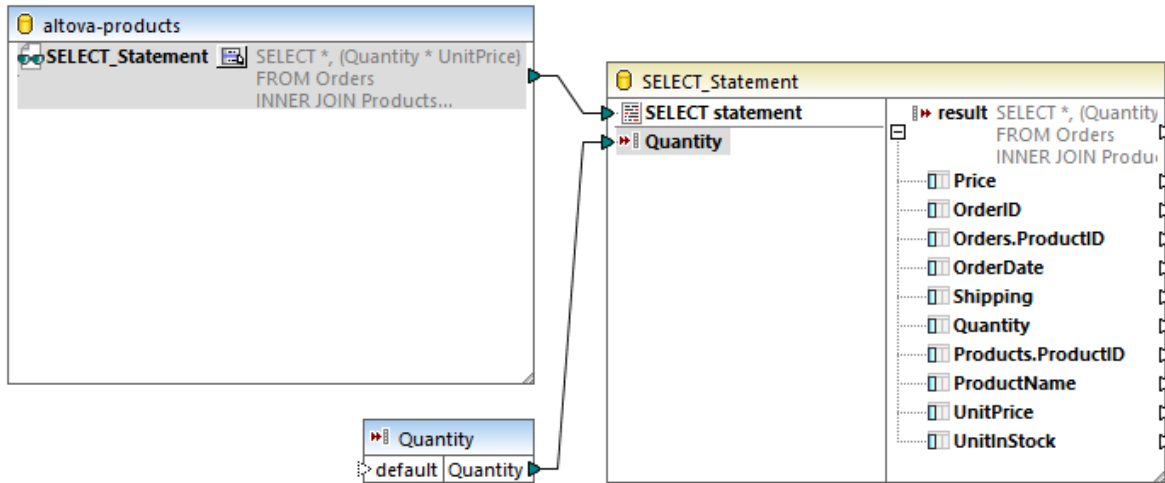 altova-products
SELECT_Statement SELECT *, (Quantity * UnitPrice)
FROM Orders
INNER JOIN Products...
SELECT_Statement
SELECT statement
Quantity
result SELECT *, (Quantity
FROM Orders
INNER JOIN Produ
Price
OrderID
Orders.ProductID
OrderDate
Shipping
Quantity
Products.ProductID
ProductName
UnitPrice
UnitInStock
Quantity
default Quantity